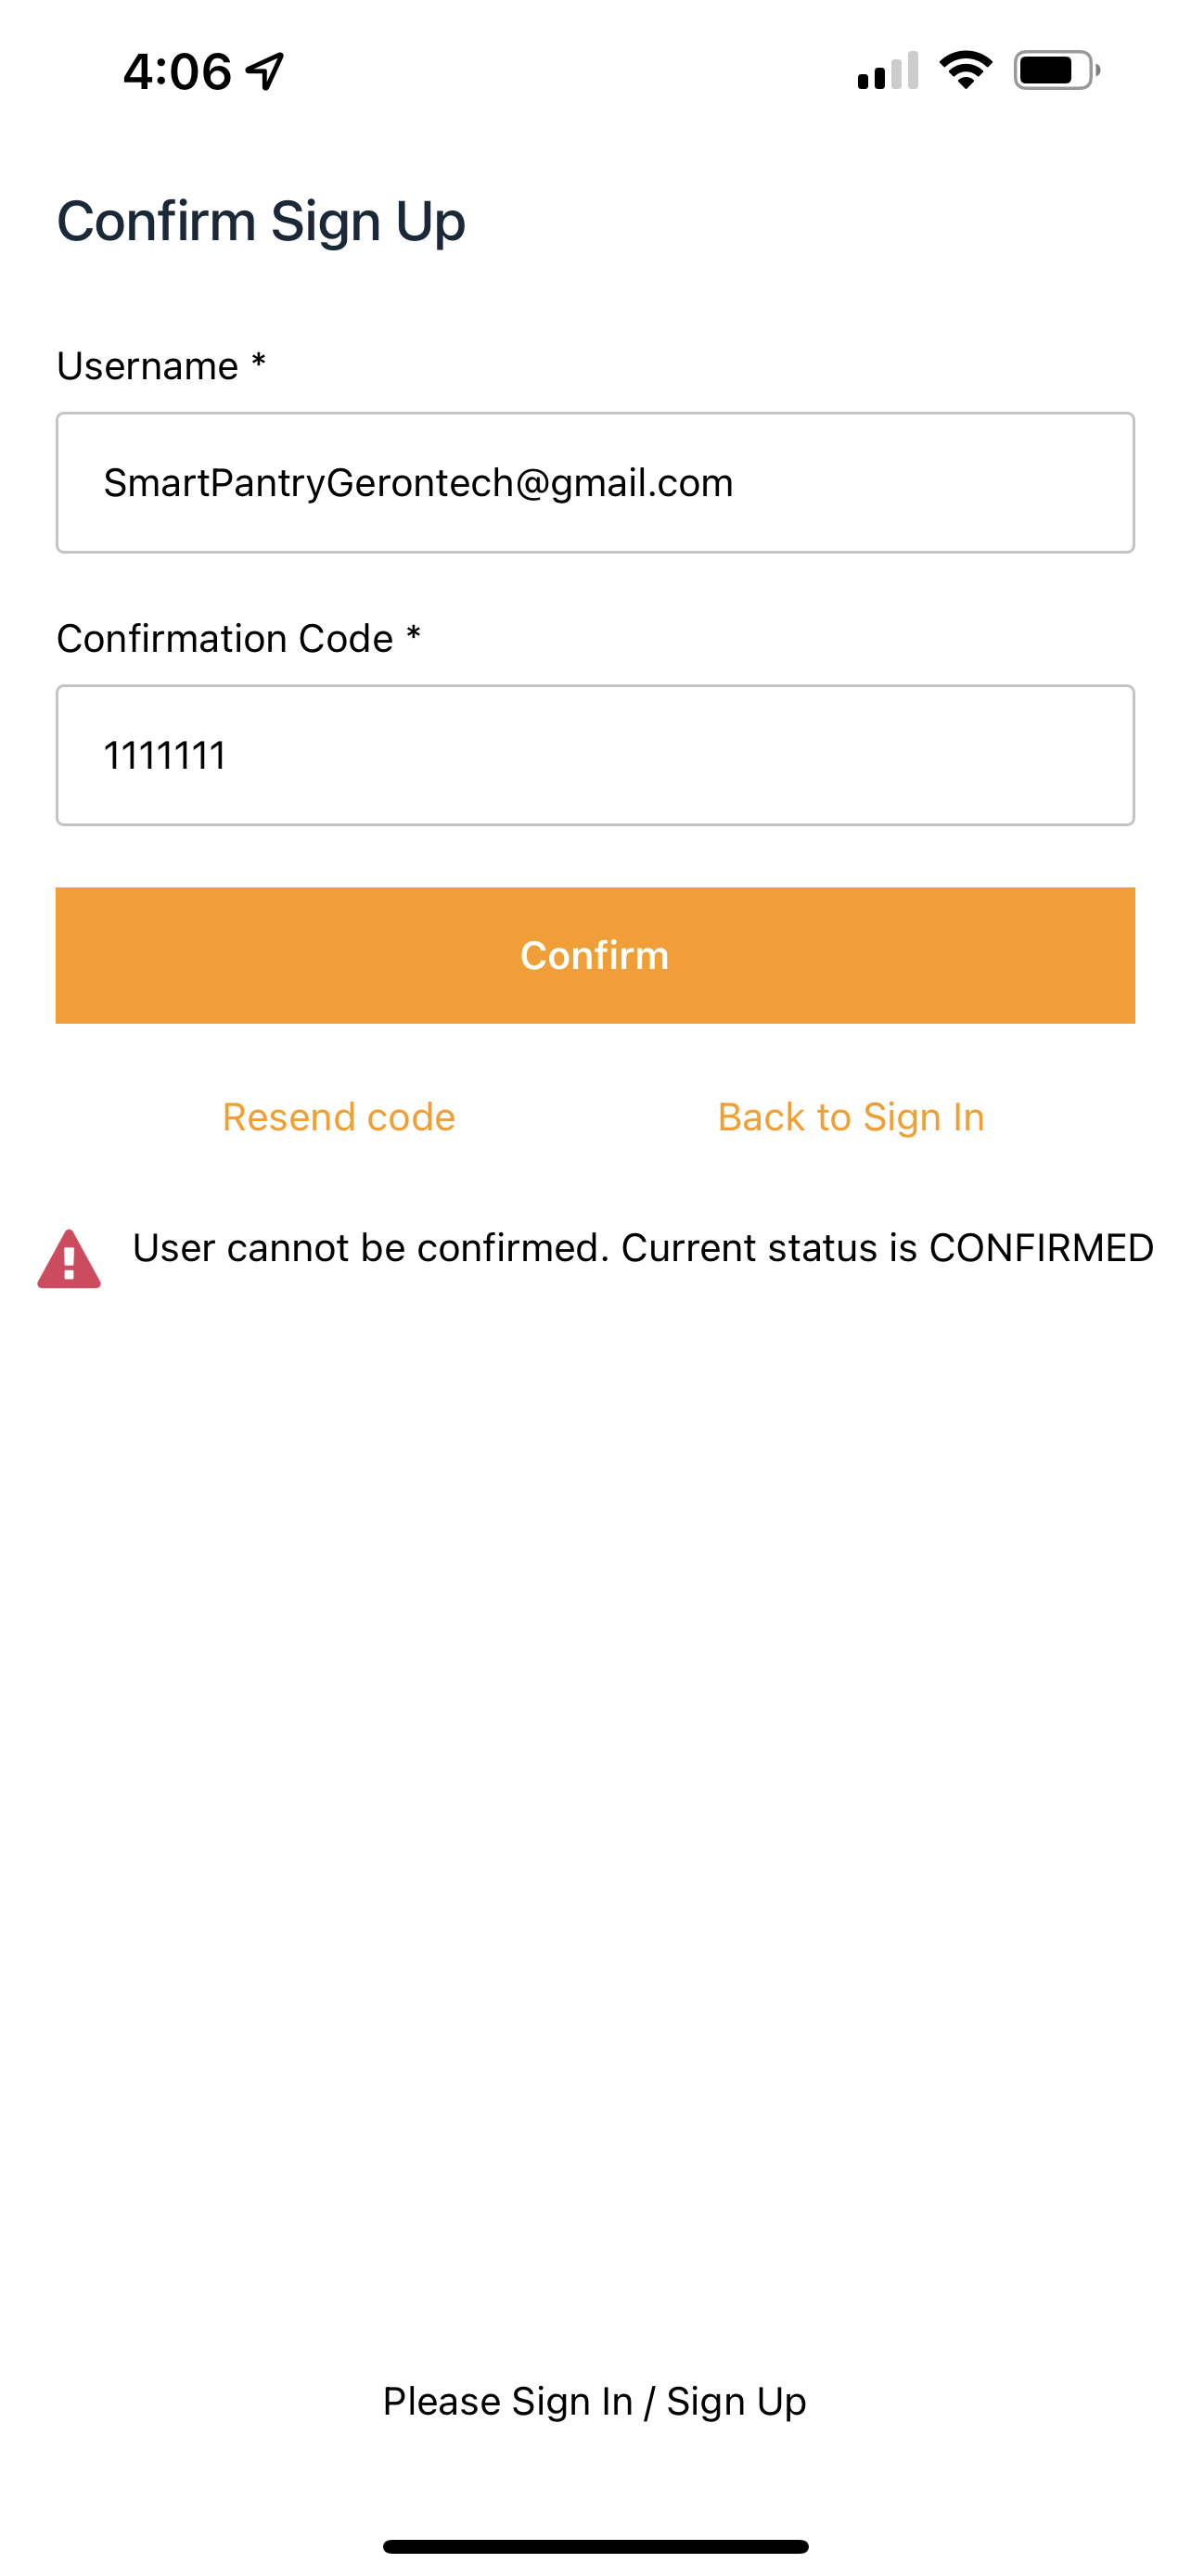 4:06
Confirm Sign Up
Username *
SmartPantryGerontech@gmail.com
Confirmation Code *
1111111
Confirm
Resend code Back to Sign In
User cannot be confirmed. Current status is CONFIRMED
Please Sign In / Sign Up